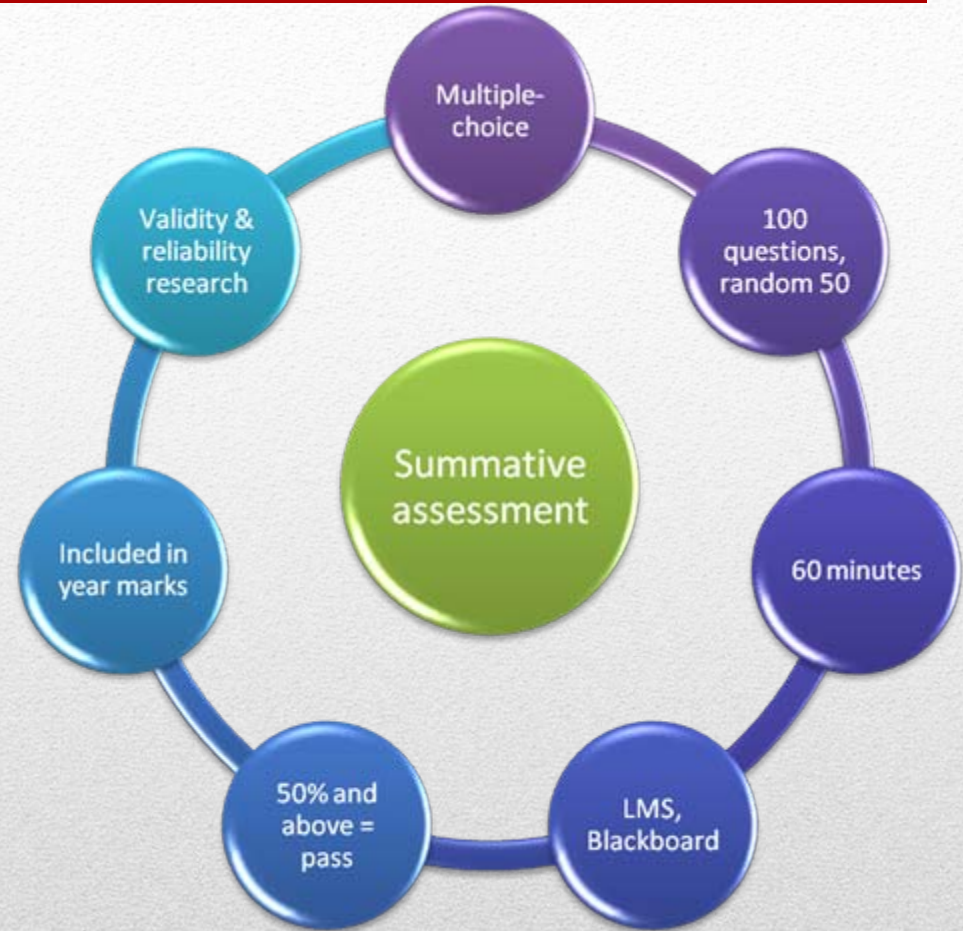 Multiple-
choice
100
questions,
random 50
60 minutes
LMS,
Blackboard
50% and
above =
pass
Included in
year marks
Validity &
reliability
research
Summative
assessment